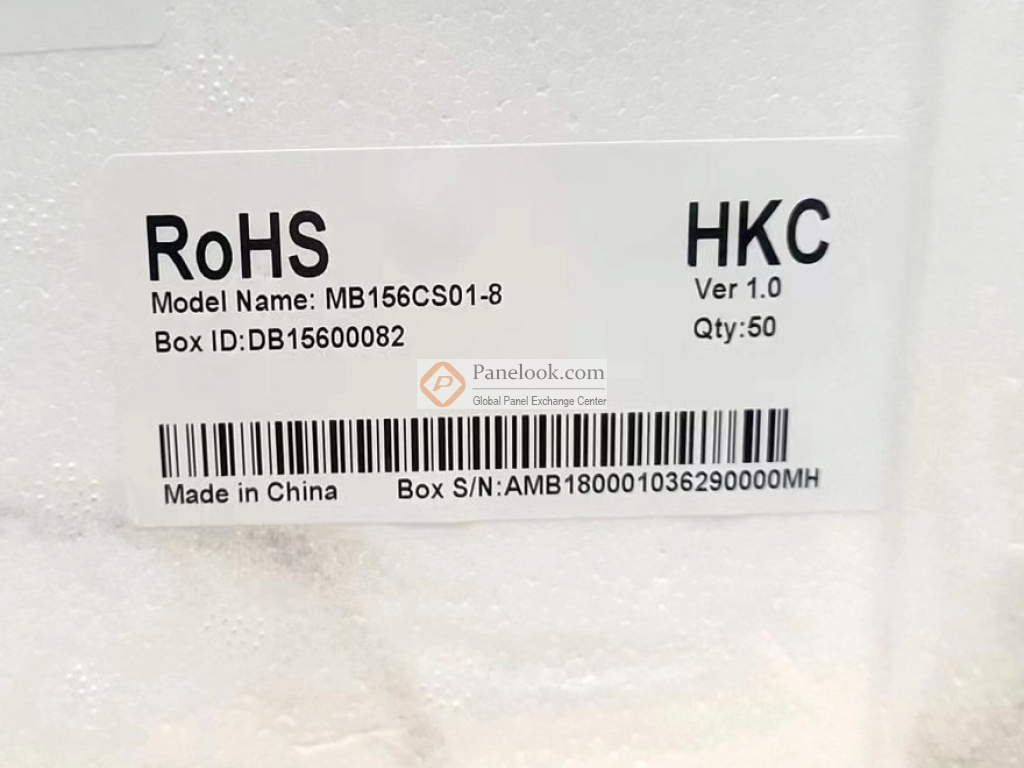 RoHS
HKC
Model Name: MB156CS01-8
Ver 1.0
Box ID:DB15600082
Qty:50
Panelook.com
Global Panel Exchange Center
Made in China
Box S/N:AMB180001036290000MH